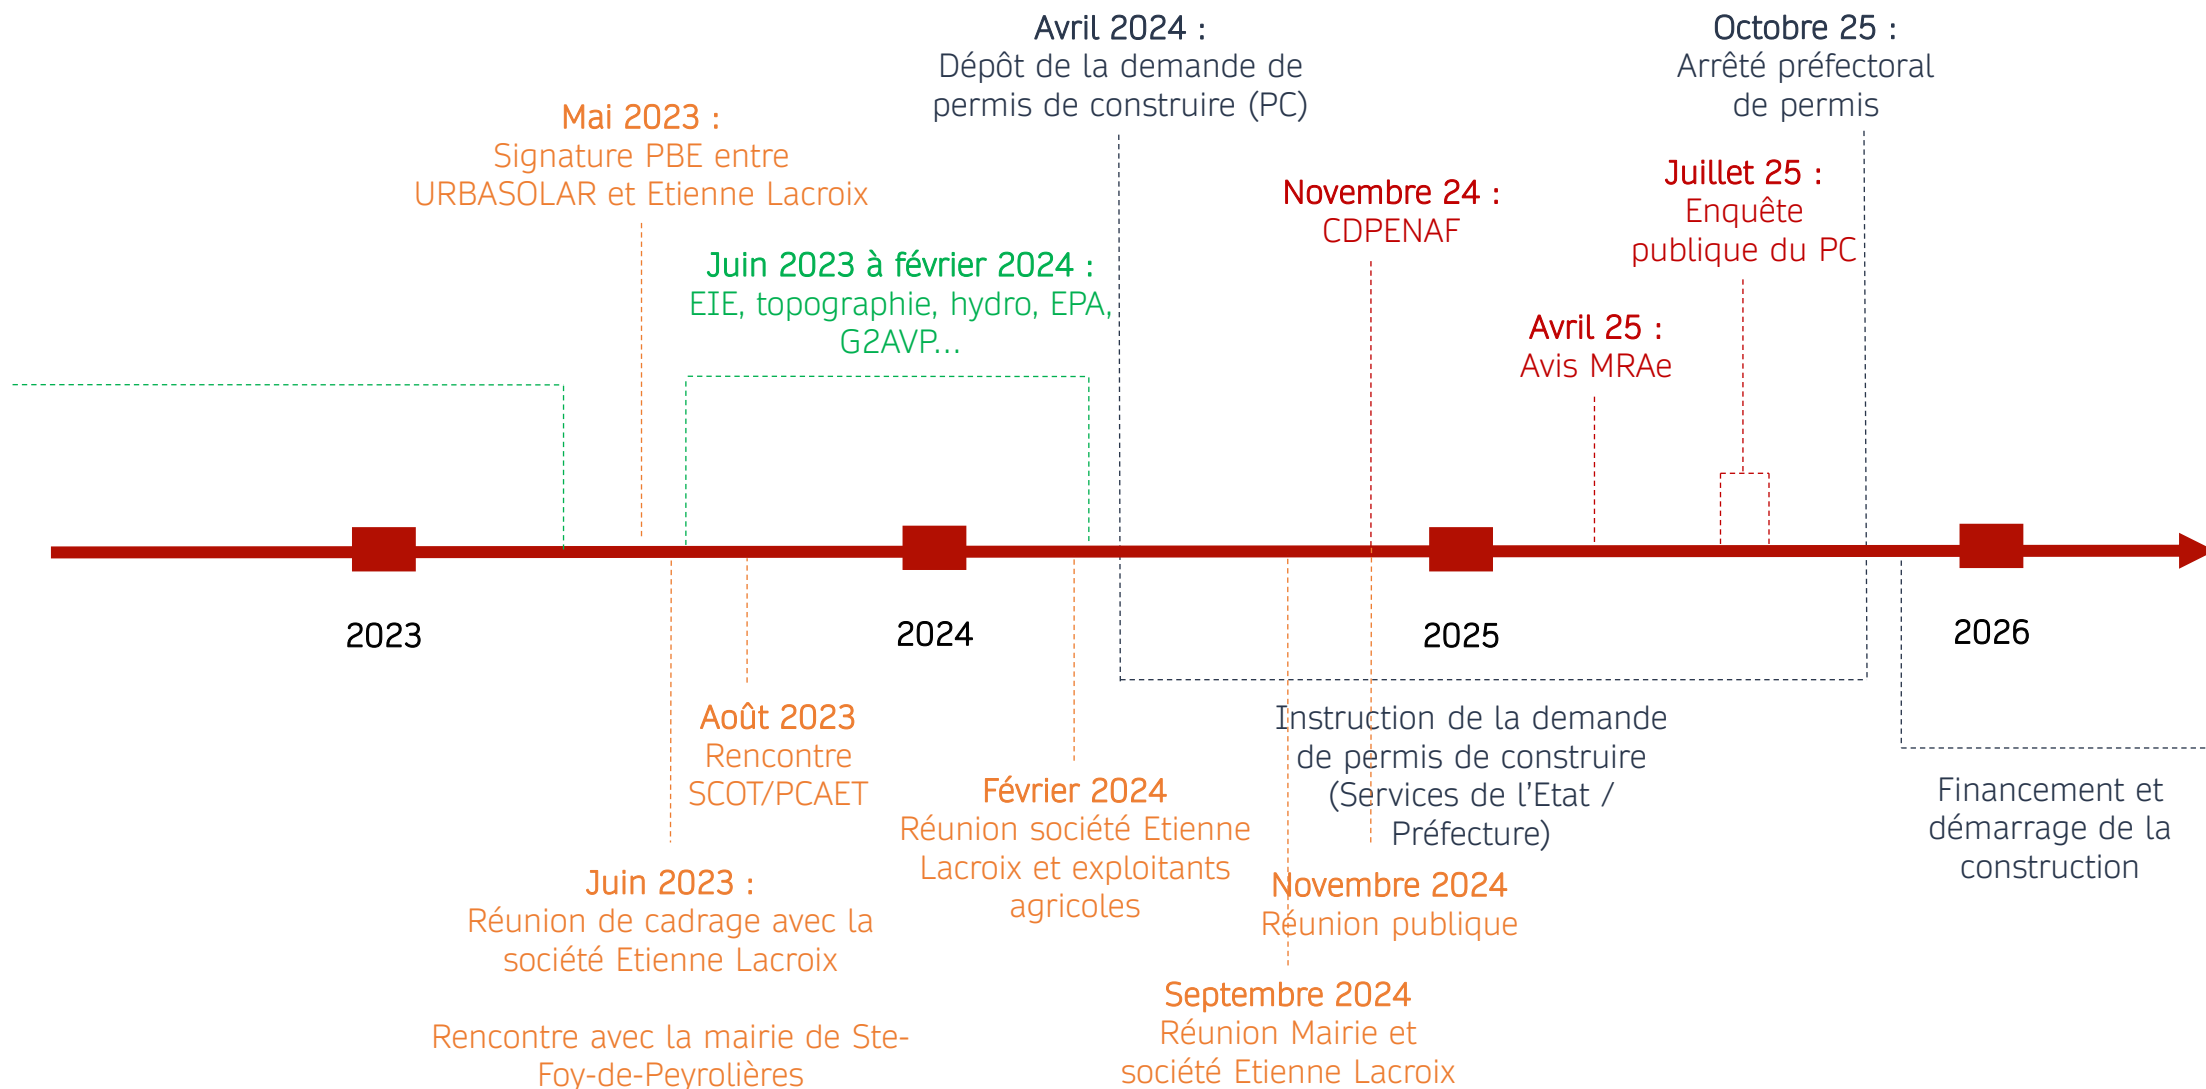 Avril 2024 :
Dépôt de la demande de
permis de construire (PC)
Octobre 25 :
Arrêté préfectoral
de permis
Mai 2023 :
Signature PBE entre
URBASOLAR et Etienne Lacroix
Novembre 24 :
CDPENAF
Juillet 25 :
Enquête
publique du PC
Juin 2023 à février 2024 :
EIE, topographie, hydro, EPA,
G2AVP...
Avril 25 :
Avis MRAe
2023
2024
2025
2026
Août 2023
Rencontre
SCOT/PCAET
Février 2024
Réunion société Etienne
Lacroix et exploitants
agricoles
Instruction de la demande
de permis de construire
(Services de l’Etat /
Préfecture)
Financement et
démarrage de la
construction
Juin 2023 :
Réunion de cadrage avec la
société Etienne Lacroix
Rencontre avec la mairie de Ste-
Foy-de-Peyrolières
Novembre 2024
Réunion publique
Septembre 2024
Réunion Mairie et
société Etienne Lacroix